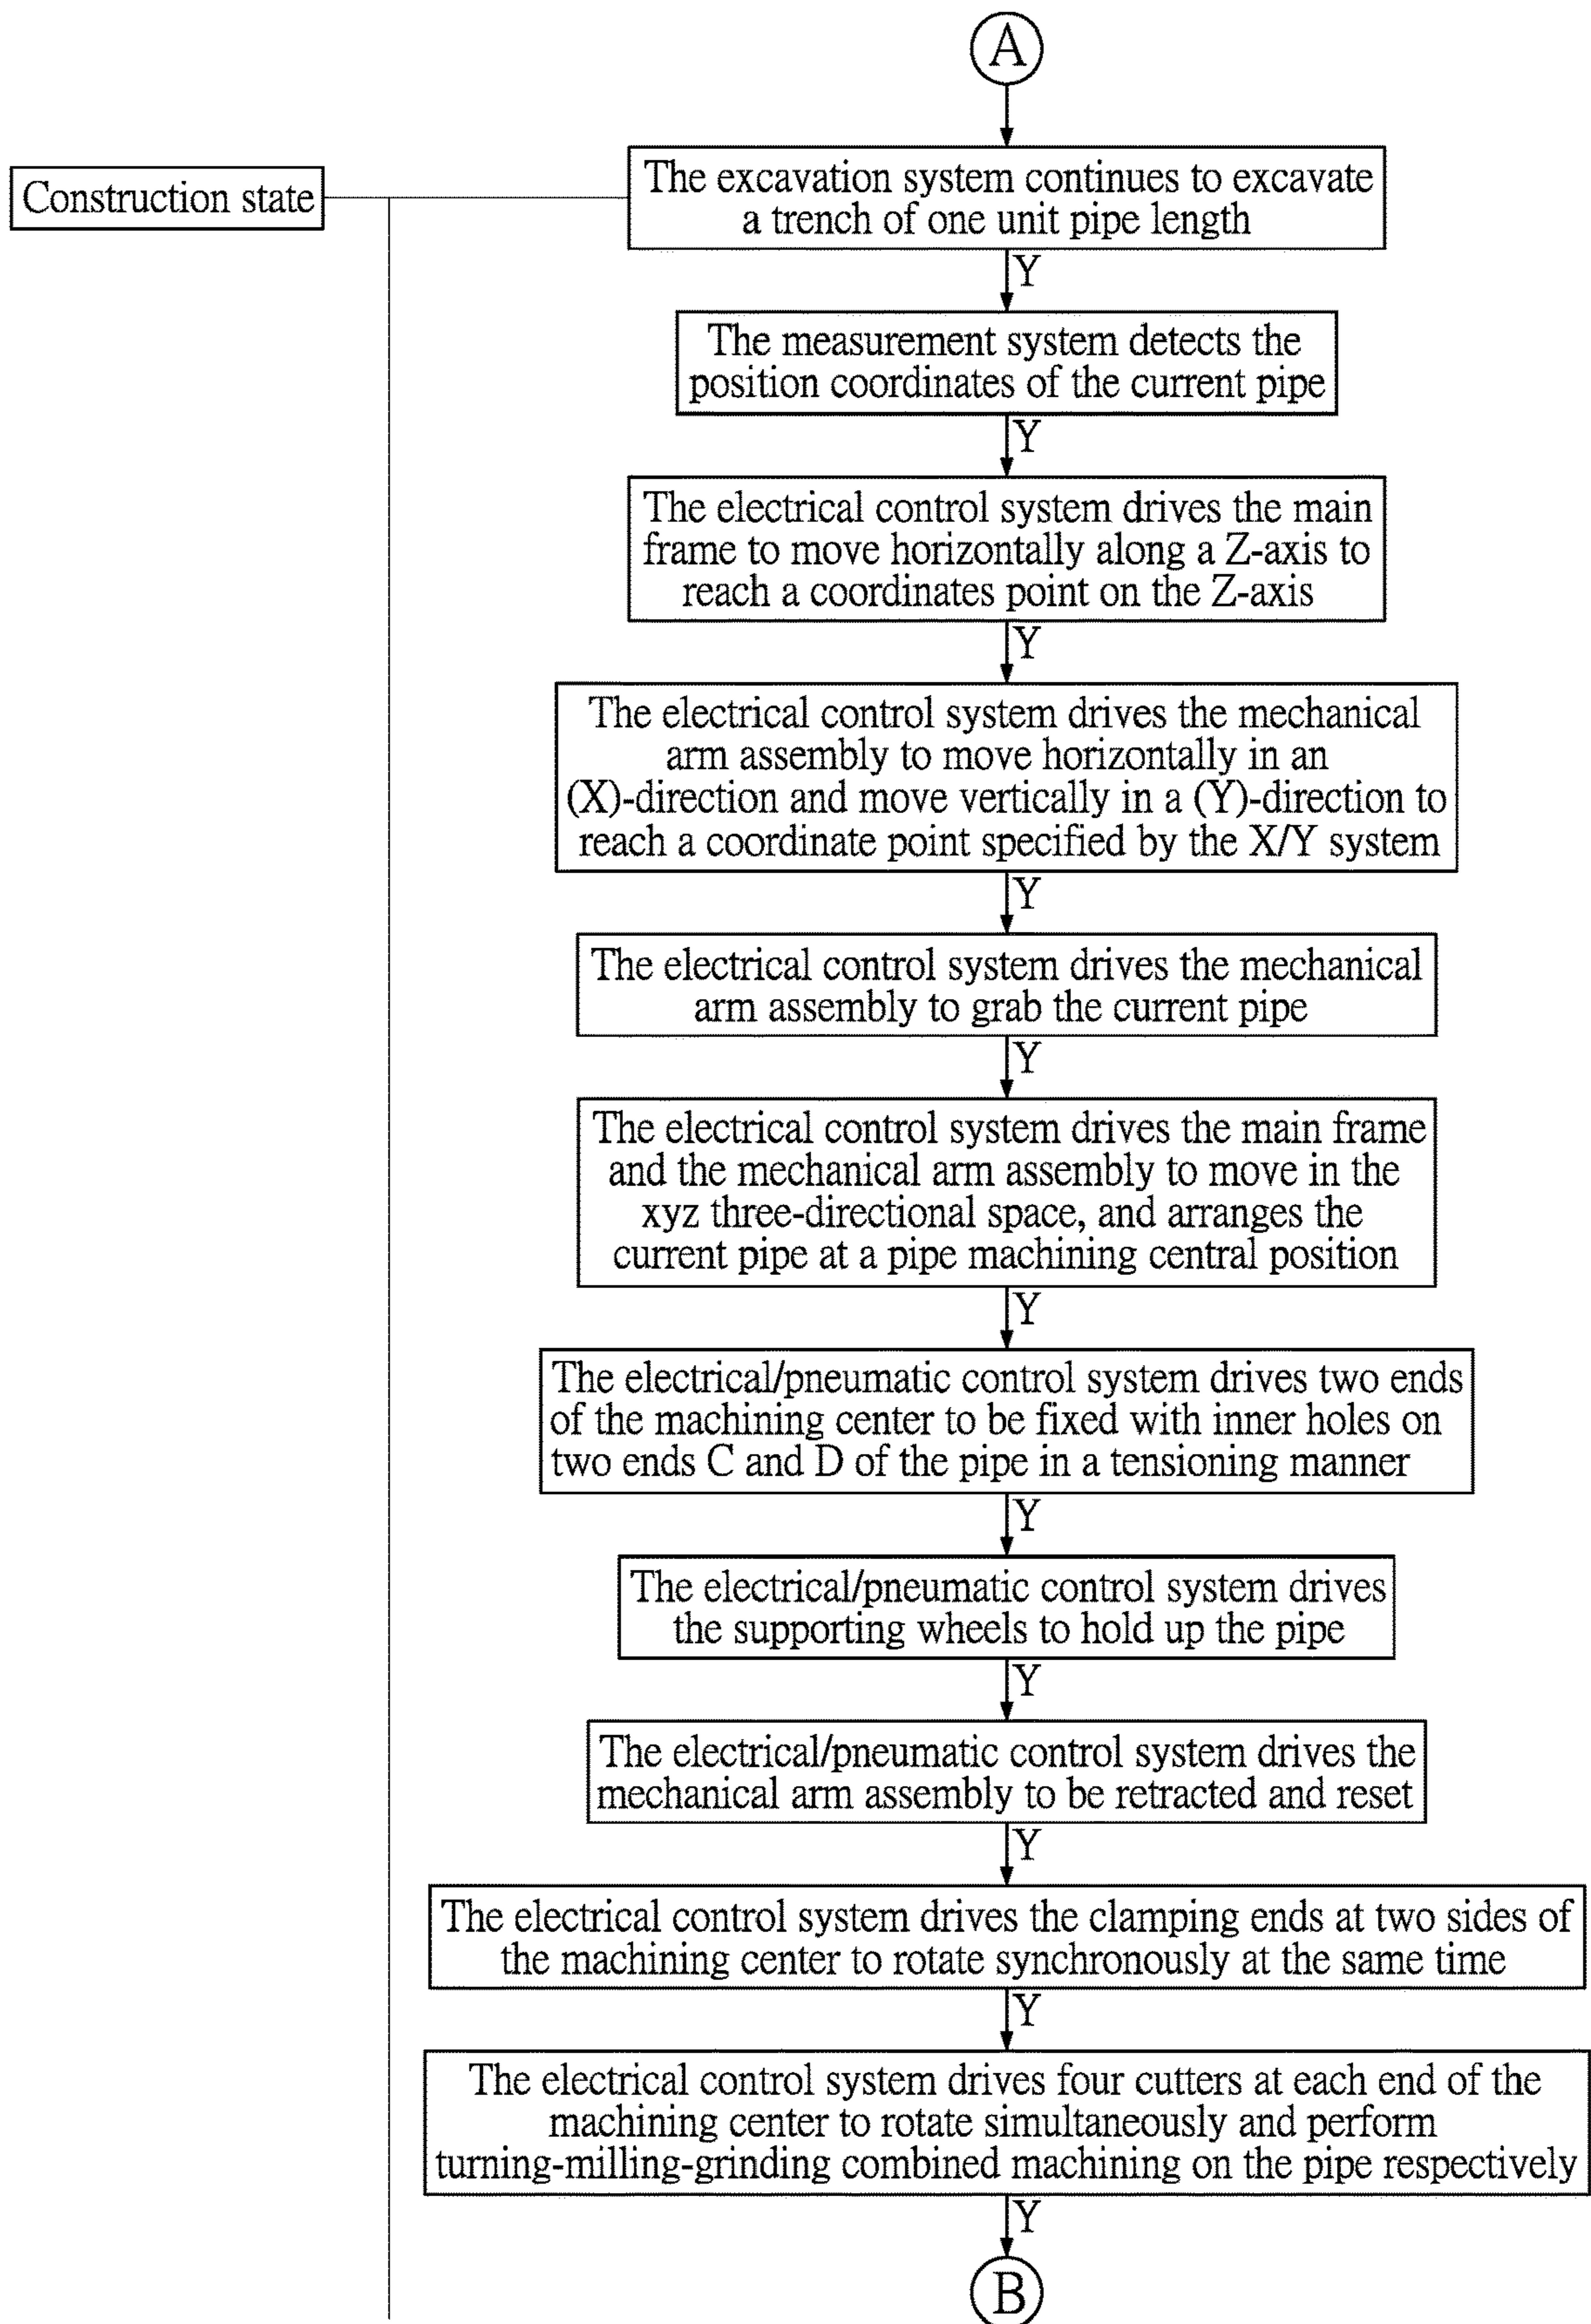 A
Construction state
The excavation system continues to excavate
a trench of one unit pipe length
Y
The measurement system detects the
position coordinates of the current pipe
Y
The electrical control system drives the main
frame to move horizontally along a Z-axis to
reach a coordinates point on the Z-axis
Y
The electrical control system drives the mechanical
arm assembly to move horizontally in an
(X)-direction and move vertically in a (Y)-direction to
reach a coordinate point specified by the X/Y system
Y
The electrical control system drives the mechanical
arm assembly to grab the current pipe
Y
The electrical control system drives the main frame
and the mechanical arm assembly to move in the
xyz three-directional space, and arranges the
current pipe at a pipe machining central position
Y
The electrical/pneumatic control system drives two ends
of the machining center to be fixed with inner holes on
two ends C and D of the pipe in a tensioning manner
Y
The electrical/pneumatic control system drives
the supporting wheels to hold up the pipe
Y
The electrical/pneumatic control system drives the
mechanical arm assembly to be retracted and reset
Y
The electrical control system drives the clamping ends at two sides of
the machining center to rotate synchronously at the same time
Y
The electrical control system drives four cutters at each end of the
machining center to rotate simultaneously and perform
turning-milling-grinding combined machining on the pipe respectively
Y
B